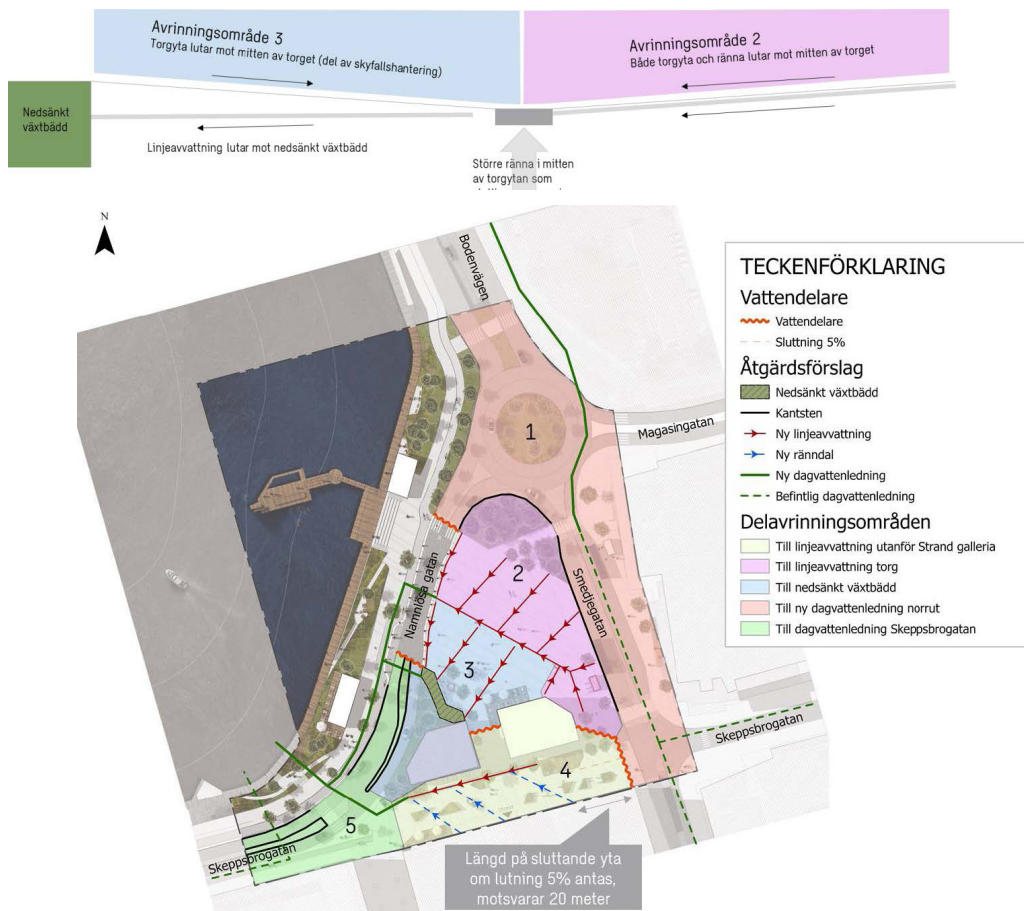 Avrinningsområde 3
Torgyta lutar mot mitten av torget (del av skyfallshantering)
Avrinningsområde 2
Både torgyta och ränna lutar mot mitten av torget
Nedsänkt
växtbädd
Linjeavvattning lutar mot nedsänkt växtbädd
Större ränna i mitten
av torgytan som
N
Bodenvägen
Magasingatan
Namnlösa gatan
Smedjegatan
Skeppsbrogatan
Skeppsbrogatan
1
2
3
4
5
Längd på sluttande yta
om lutning 5% antas,
motsvarar 20 meter
TECKENFÖRKLARING
Vattendelare
Vattendelare
Sluttning 5%
Åtgärdsförslag
Nedsänkt växtbädd
Kantsten
Ny linjeavvattning
Ny ränndal
Ny dagvattenledning
Befintlig dagvattenledning
Delavrinningsområden
Till linjeavvattning utanför Strand galleria
Till linjeavvattning torg
Till nedsänkt växtbädd
Till ny dagvattenledning norrut
Till dagvattenledning Skeppsbrogatan